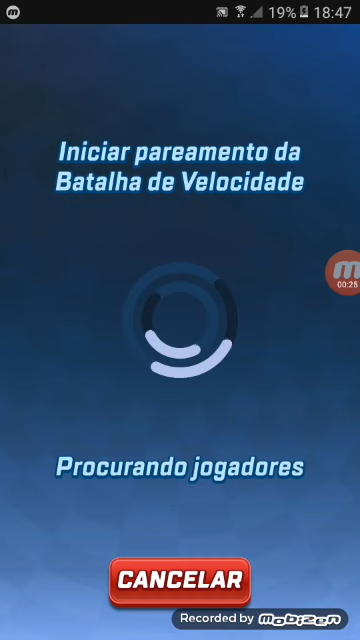 19% 18:47
Iniciar pareamento da
Batalha de Velocidade
m
00:25
Procurando jogadores
CANCELAR
Recorded by mobizen